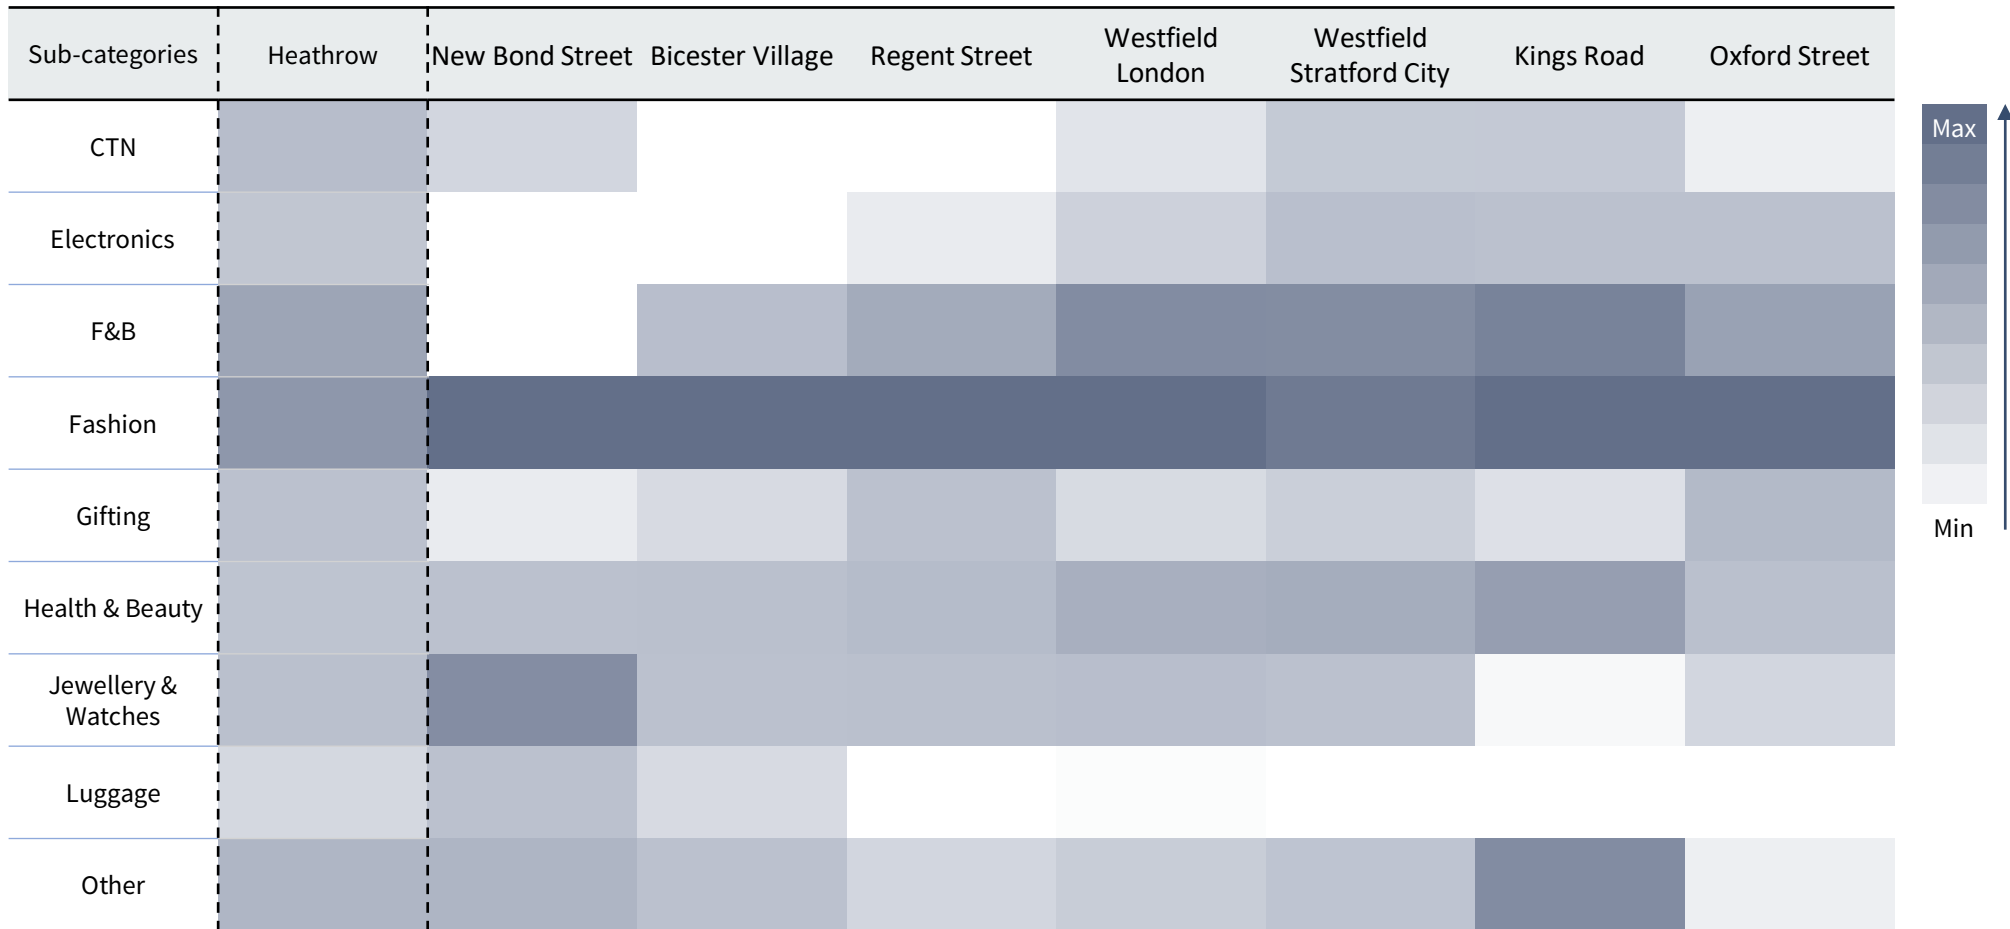 Sub-categories
Heathrow
New Bond Street
Bicester Village
Regent Street
Westfield
London
Westfield
Stratford City
Kings Road
Oxford Street
CTN
Electronics
F&B
Fashion
Gifting
Health & Beauty
Jewellery &
Watches
Luggage
Other
Max
Min